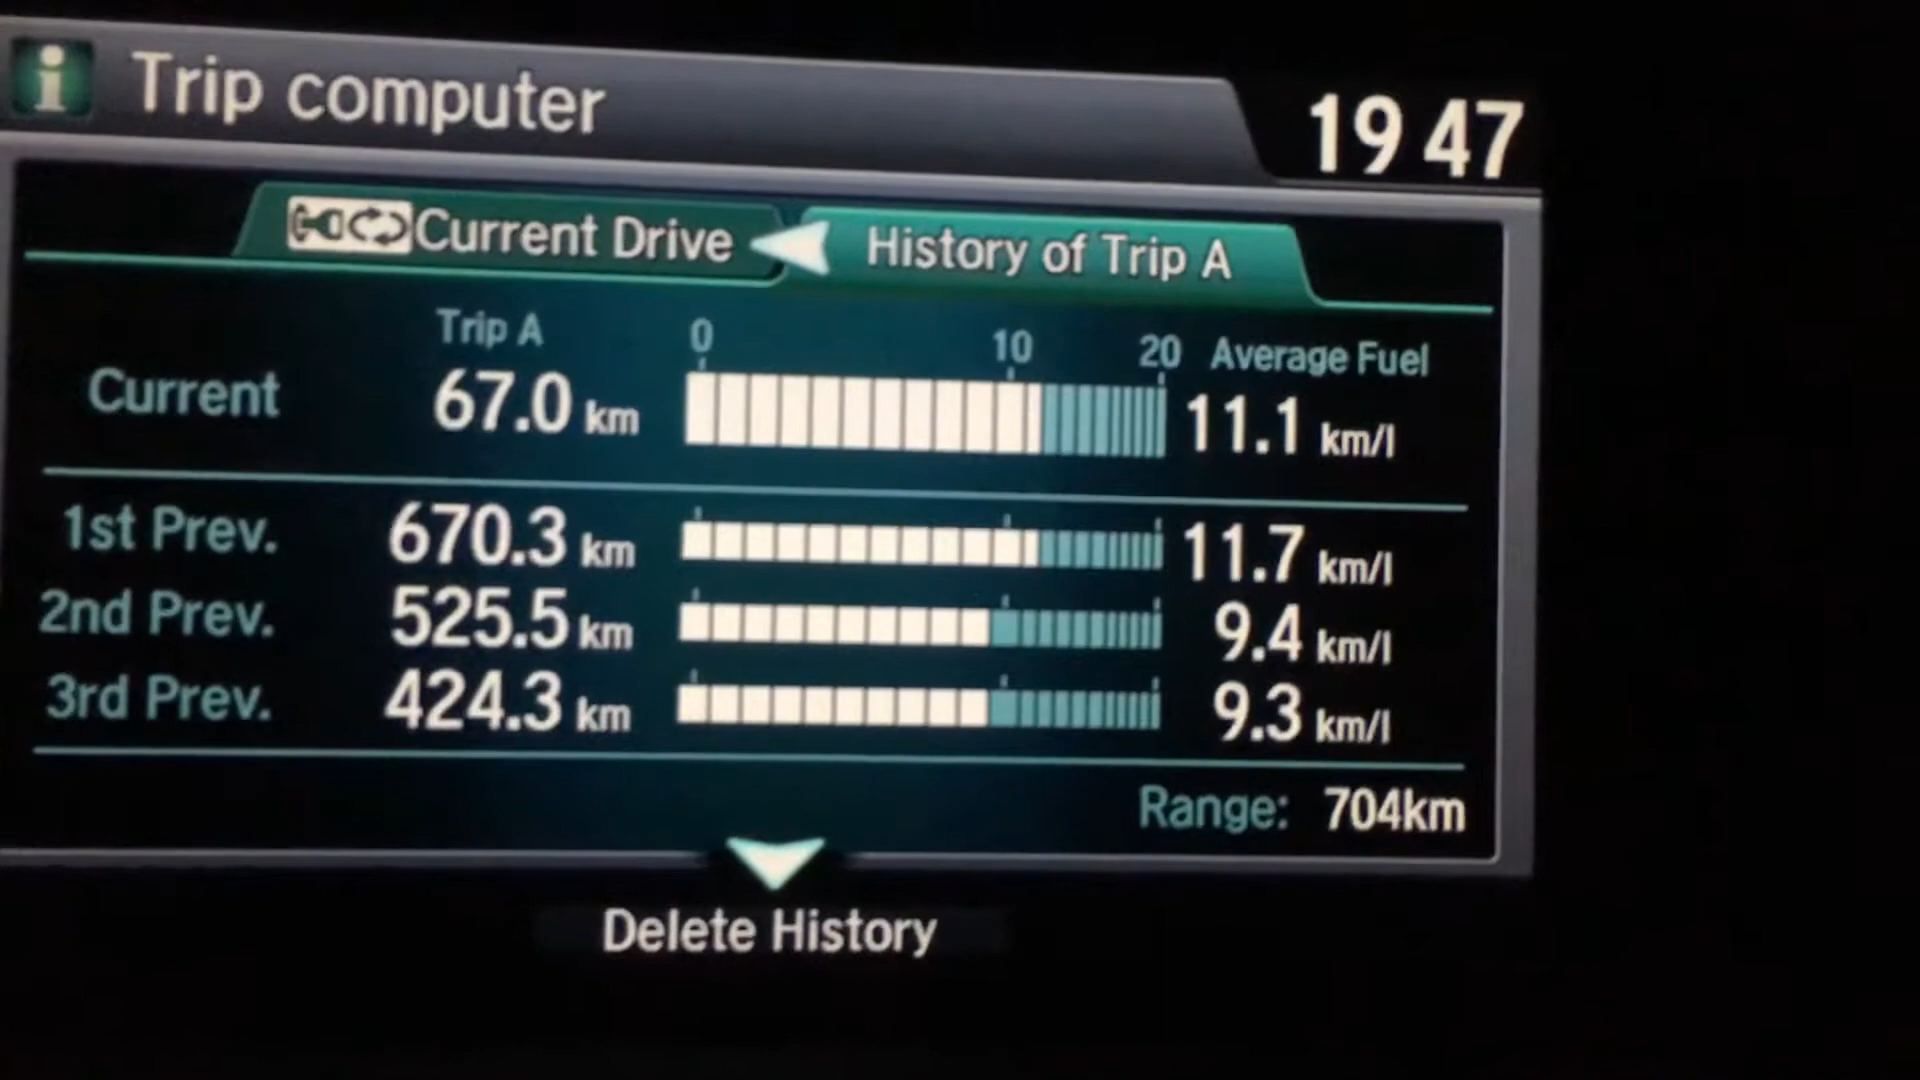 i Trip computer 19 47
Current Drive History of Trip A
Trip A 0 10 20 Average Fuel
Current 67.0 km 11.1 km/l
1st Prev. 670.3 km 11.7 km/l
2nd Prev. 525.5 km 9.4 km/l
3rd Prev. 424.3 km 9.3 km/l
Range: 704km
Delete History